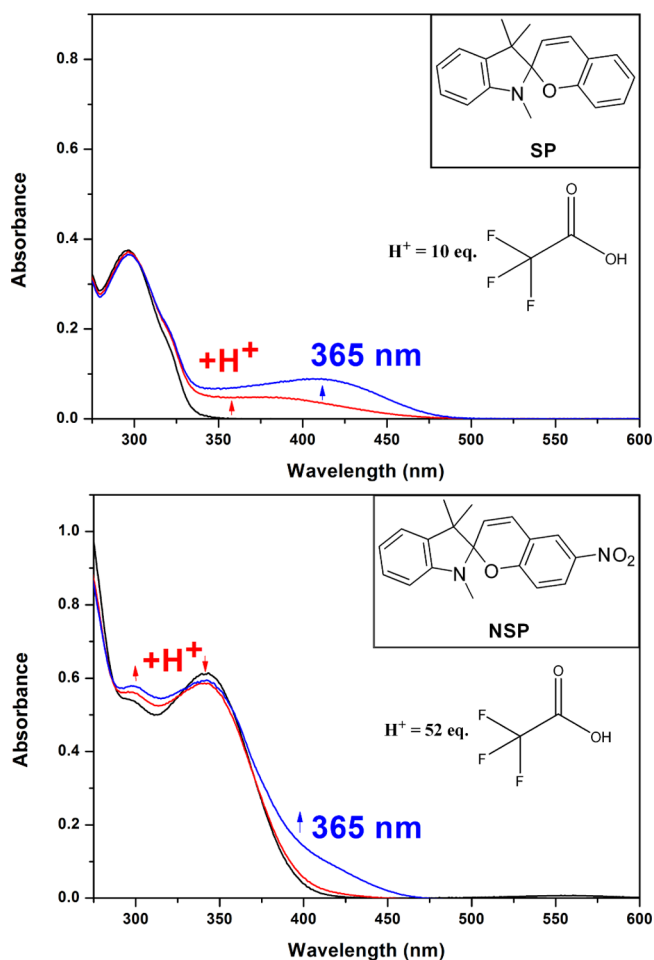 0.8
0.6
0.4
0.2
0.0
Absorbance
300 350 400 450 500 550 600
Wavelength (nm)
N
O
SP
H+ = 10 eq.
F
F
F
O
OH
+H+
365 nm
1.0
0.8
0.6
0.4
0.2
0.0
Absorbance
300 350 400 450 500 550 600
Wavelength (nm)
N
O
NO2
NSP
H+ = 52 eq.
F
F
F
O
OH
+H+
365 nm